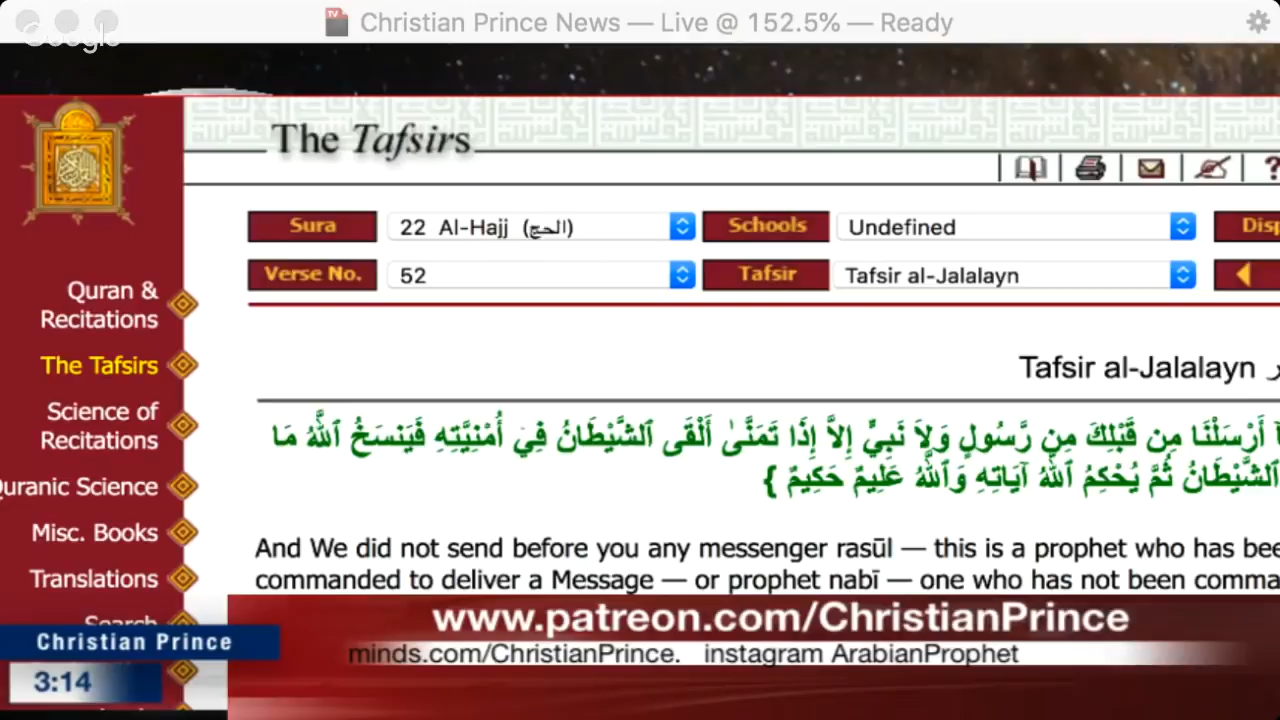 Christian Prince News — Live @ 152.5% — Ready
Google
The Tafsirs
Sura
22 Al-Hajj (الحج)
Schools
Undefined
Verse No.
52
Tafsir
Tafsir al-Jalalayn
Quran &
Recitations
The Tafsirs
Science of
Recitations
Quranic Science
Misc. Books
Translations
Search
Tafsir al-Jalalayn
أَرْسَلْنَا مِن قَبْلِكَ مِن رَّسُولٍ وَلاَ نَبِيٍّ إِلاَّ إِذَا تَمَنَّىٰ أَلْقَى ٱلشَّيْطَانُ فِيۤ أُمْنِيَّتِهِ فَيَنسَخُ ٱللَّهُ مَا
ٱلشَّيْطَانُ ثُمَّ يُحْكِمُ ٱللَّهُ آيَاتِهِ وَٱللَّهُ عَلِيمٌ حَكِيمٌ }
And We did not send before you any messenger rasūl — this is a prophet who has bee
commanded to deliver a Message — or prophet nabī — one who has not been comma
www.patreon.com/ChristianPrince
minds.com/ChristianPrince. instagram ArabianProphet
Christian Prince
3:14